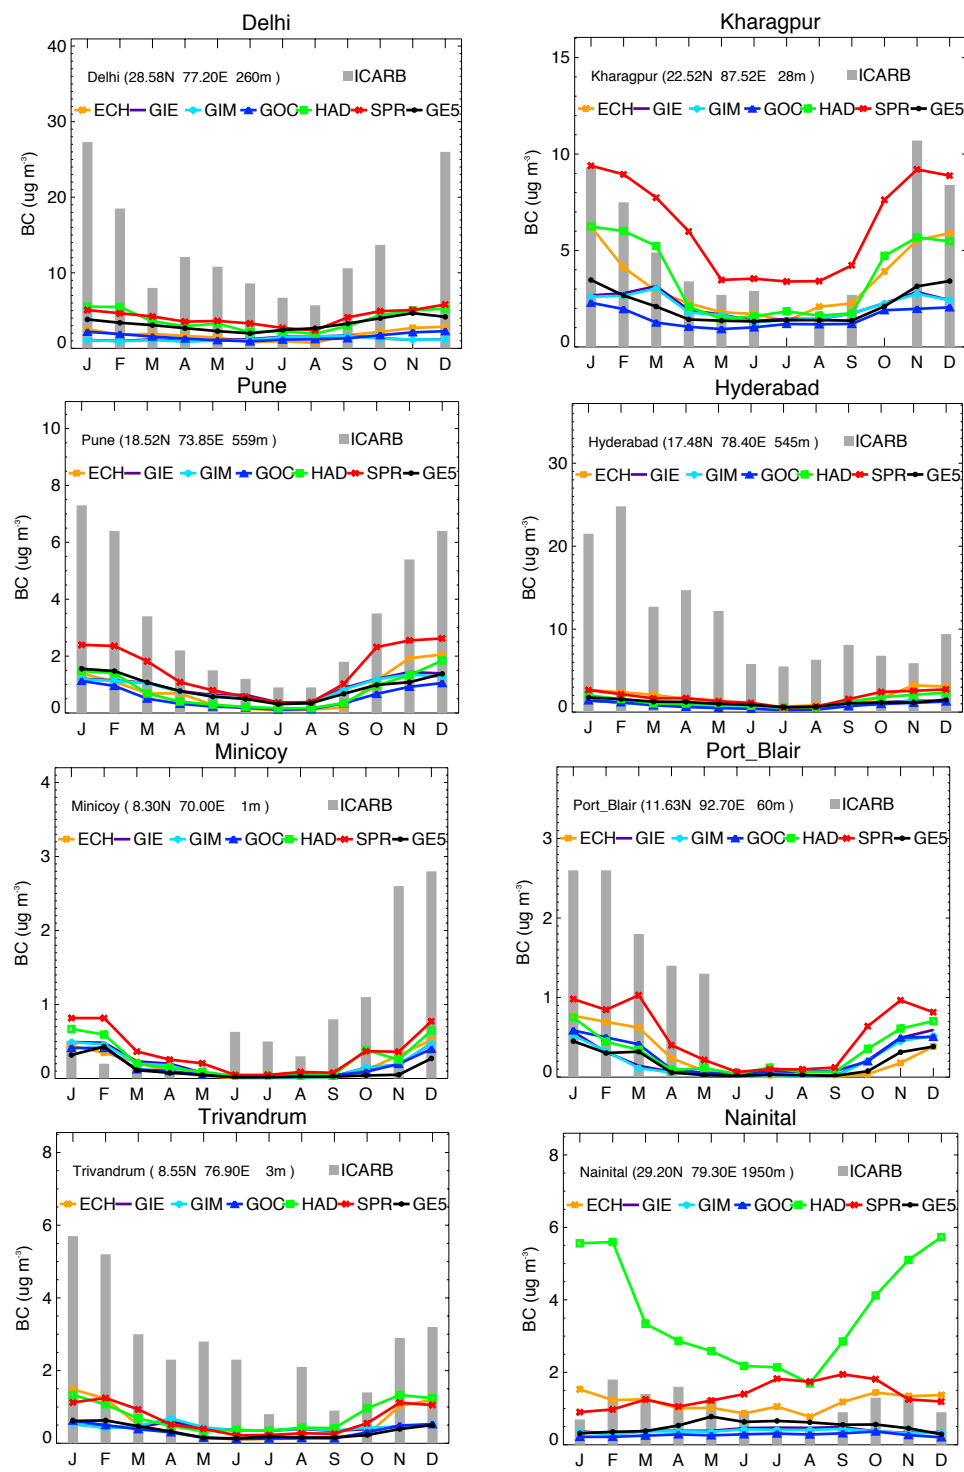 Delhi
40
Delhi (28.58N 77.20E 260m )
ICARB
30
ECH GIE GIM GOC HAD SPR GE5
20
10
0
BC (ug m-3)
J F M A M J J A S O N D
Kharagpur
15
Kharagpur (22.52N 87.52E 28m )
ICARB
ECH GIE GIM GOC HAD SPR GE5
10
5
0
BC (ug m-3)
J F M A M J J A S O N D
Pune
10
Pune (18.52N 73.85E 559m )
ICARB
8
ECH GIE GIM GOC HAD SPR GE5
6
4
2
0
BC (ug m-3)
J F M A M J J A S O N D
Hyderabad
Hyderabad (17.48N 78.40E 545m )
ICARB
30
ECH GIE GIM GOC HAD SPR GE5
20
10
0
BC (ug m-3)
J F M A M J J A S O N D
Minicoy
4
Minicoy ( 8.30N 70.00E 1m )
ICARB
3
ECH GIE GIM GOC HAD SPR GE5
2
1
0
BC (ug m-3)
J F M A M J J A S O N D
Port_Blair
Port_Blair (11.63N 92.70E 60m )
ICARB
3
ECH GIE GIM GOC HAD SPR GE5
2
1
0
BC (ug m-3)
J F M A M J J A S O N D
Trivandrum
8
Trivandrum ( 8.55N 76.90E 3m )
ICARB
ECH GIE GIM GOC HAD SPR GE5
6
4
2
0
BC (ug m-3)
J F M A M J J A S O N D
Nainital
8
Nainital (29.20N 79.30E 1950m )
ICARB
ECH GIE GIM GOC HAD SPR GE5
6
4
2
0
BC (ug m-3)
J F M A M J J A S O N D